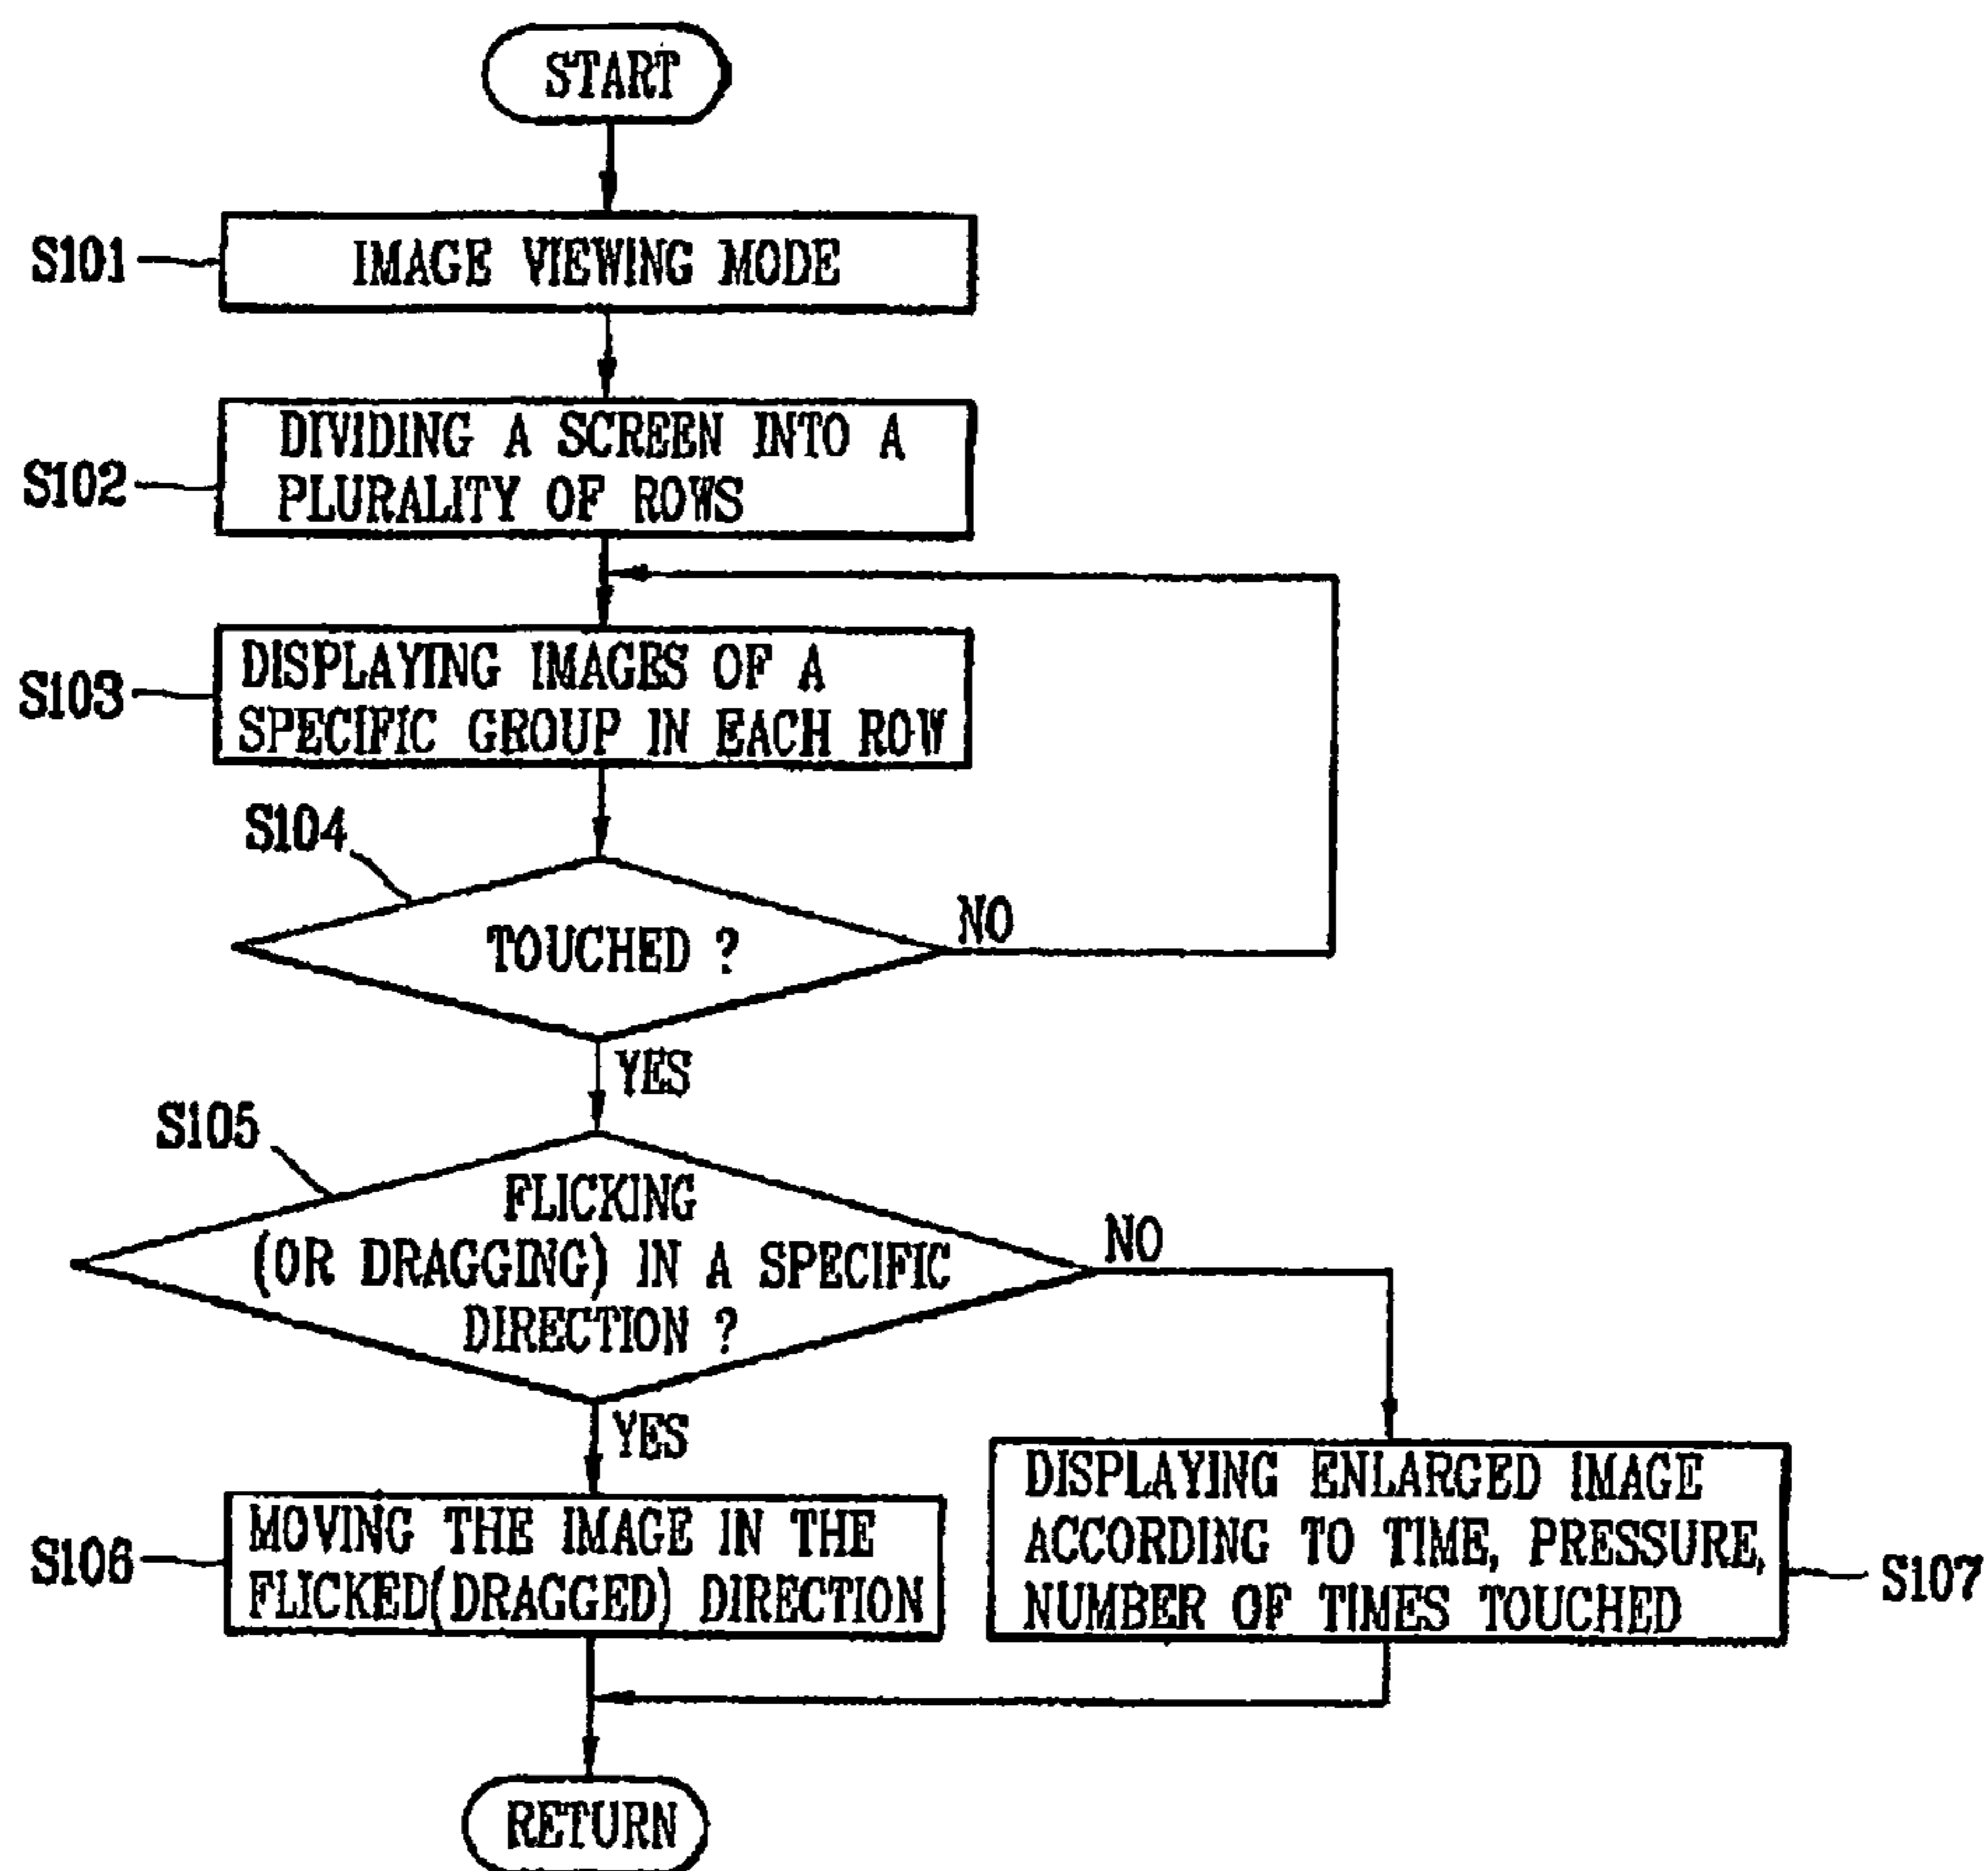 START
S101
IMAGE VIEWING MODE
S102
DIVIDING A SCREEN INTO A
PLURALITY OF ROWS
S103
DISPLAYING IMAGES OF A
SPECIFIC GROUP IN EACH ROW
S104
TOUCHED ?
NO
YES
S105
FLICKING
(OR DRAGGING) IN A SPECIFIC
DIRECTION ?
NO
YES
S106
MOVING THE IMAGE IN THE
FLICKED(DRAGGED) DIRECTION
DISPLAYING ENLARGED IMAGE
ACCORDING TO TIME, PRESSURE,
NUMBER OF TIMES TOUCHED
S107
RETURN